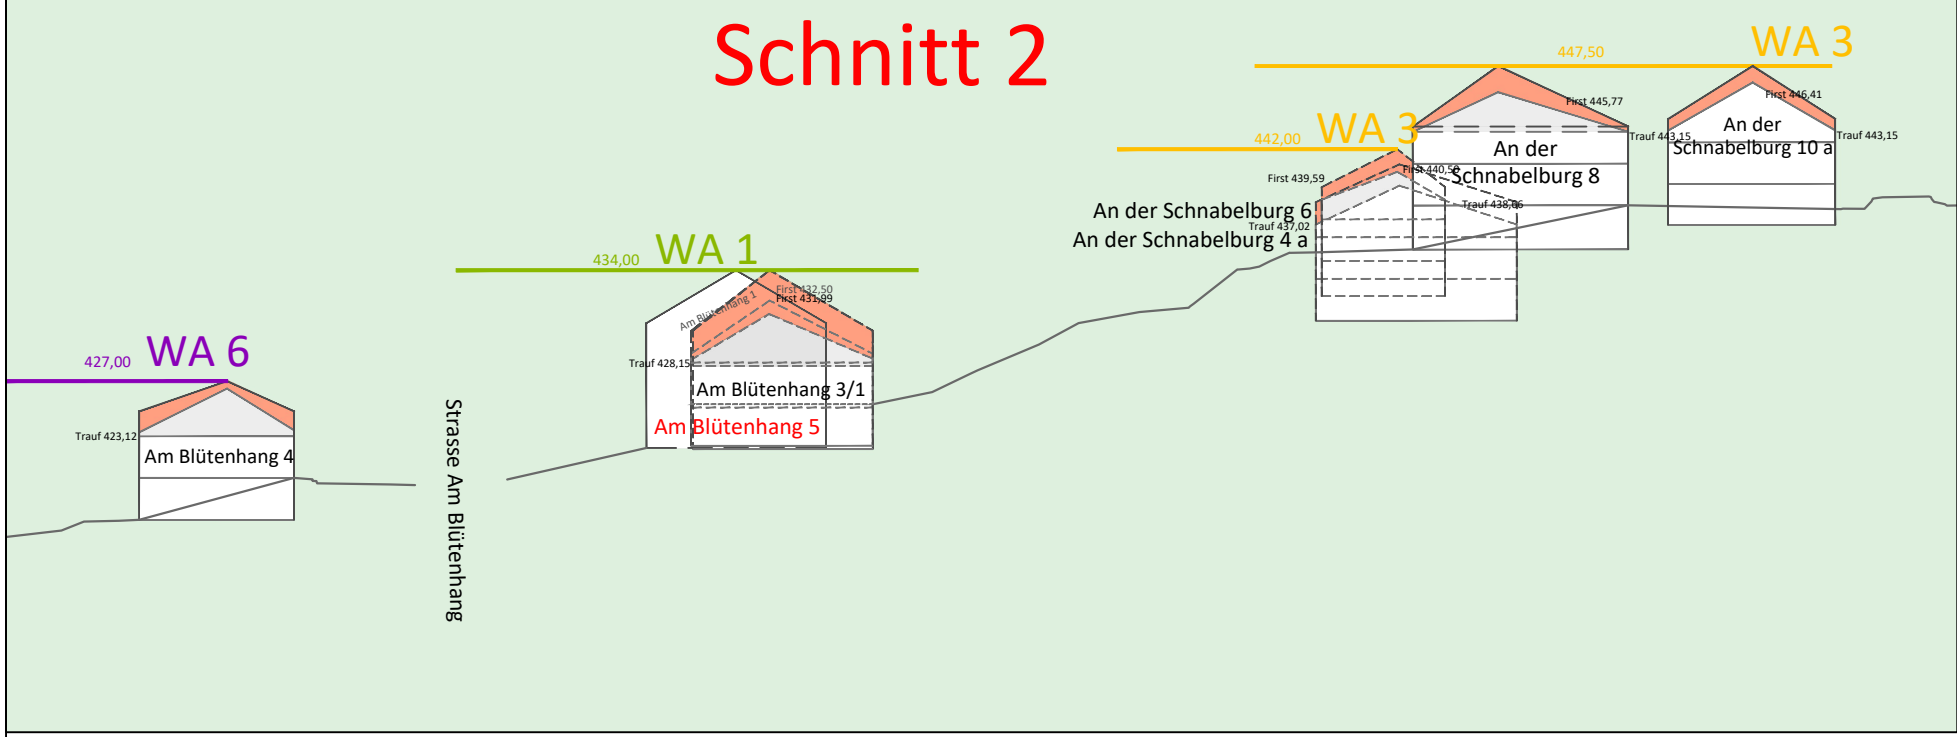 Schnitt 2
WA 3
447,50
First 445,77
First 446,41
Trauf 443,15
An der
Schnabelburg 10 a
Trauf 443,15
An der
Schnabelburg 8
WA 3
442,00
First 440,50
First 439,59
Trauf 438,66
An der Schnabelburg 6
Trauf 437,02
An der Schnabelburg 4 a
WA 1
434,00
First 432,50
First 431,99
Am Blütenhang 1
Trauf 428,15
Am Blütenhang 3/1
Am Blütenhang 5
WA 6
427,00
Trauf 423,12
Am Blütenhang 4
Strasse Am Blütenhang